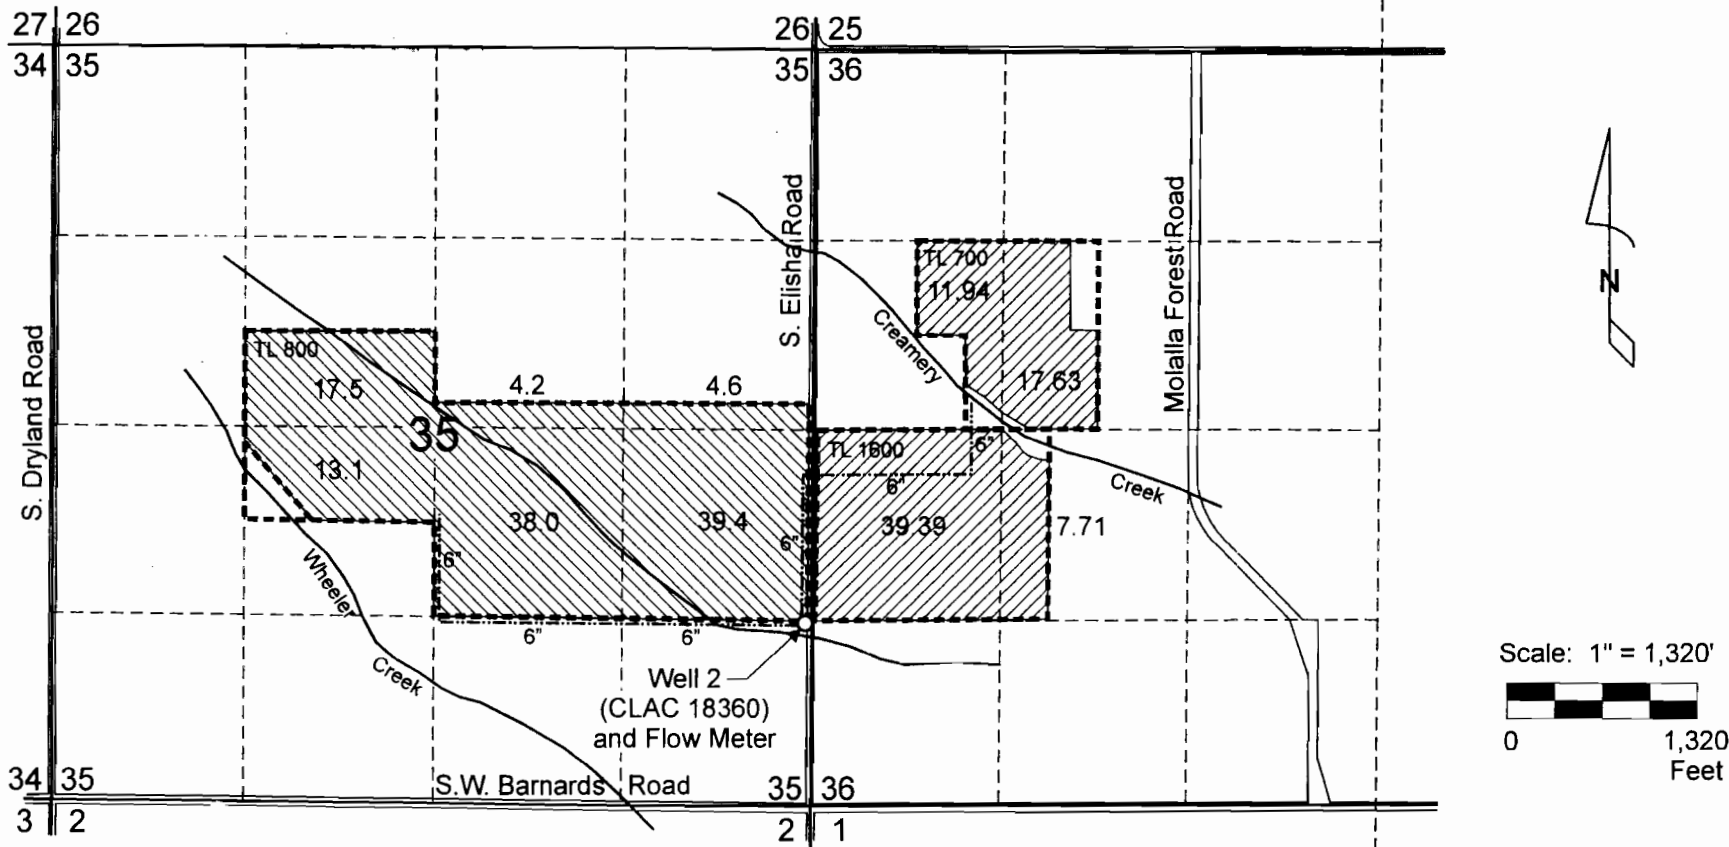 27 26
26 25
34 35
35 36
S. Dryland Road
S. Elisha Road
Molalla Forest Road
N
TL 700
11.94
Creamery
17.63
TL 800
17.5
4.2
4.6
35
13.1
TL 1600
6"
6"
Creek
38.0
39.4
39.39
7.71
6"
6"
Wheeler
Creek
6"
6"
Well 2
(CLAC 18360)
and Flow Meter
Scale: 1" = 1,320'
0 1,320
Feet
34 35
S.W. Barnards Road
35 36
3 2
2 1